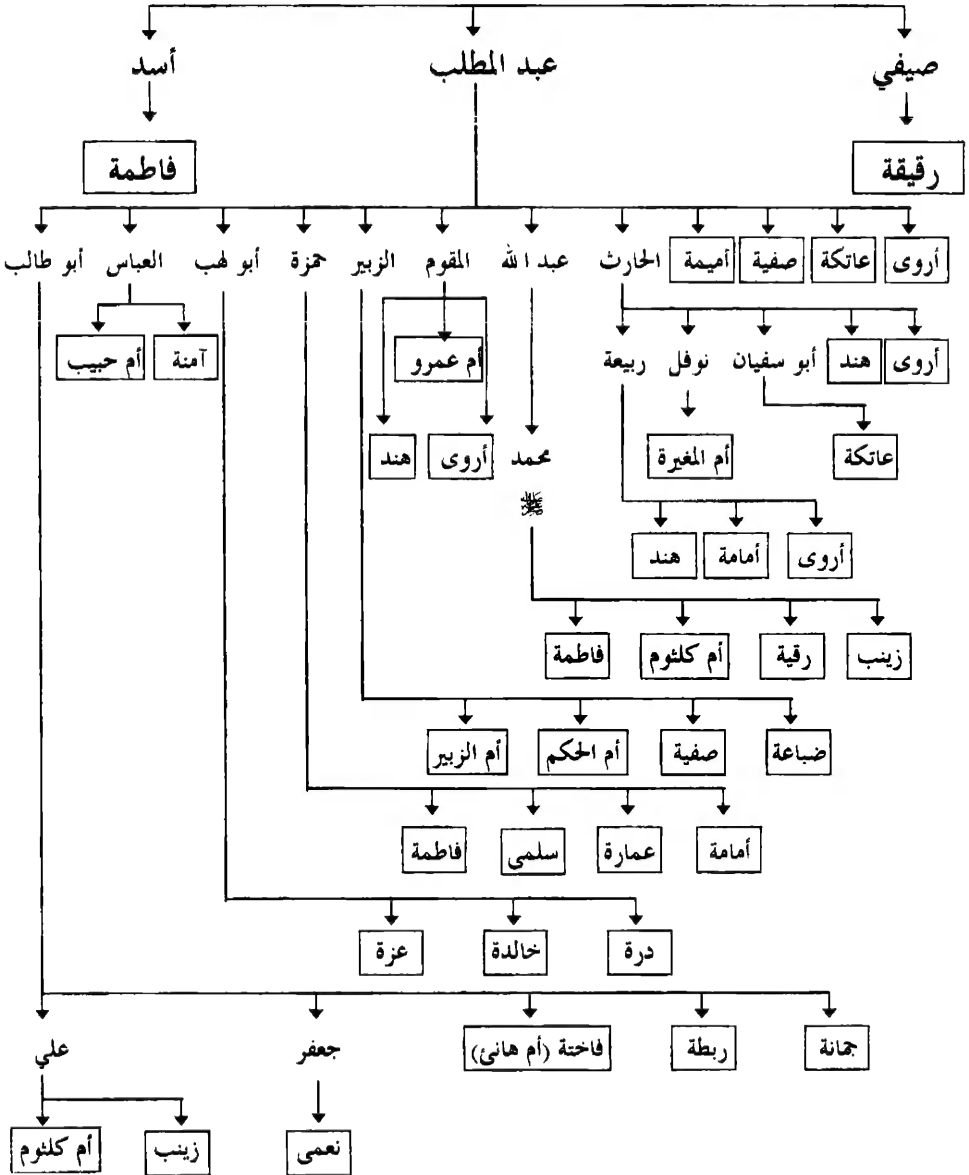 صيفي عبد المطلب أسد
رقيقة فاطمة
أروى عاتكة صفية أميمة الحارث عبد الله المقوم الزبير حمزة أبو لهب العباس أبو طالب
أروى هند أبو سفيان نوفل ربيعة أم عمرو آمنة أم حبيب
عاتكة أم المغيرة محمد أروى هند
ﷺ
أروى أمامة هند
زينب رقية أم كلثوم فاطمة
ضباعة صفية أم الحكم أم الزبير
أمامة عمارة سلمى فاطمة
درة خالدة عزة
جمانة ربطة فاختة (أم هانئ) جعفر علي
نعمى زينب أم كلثوم